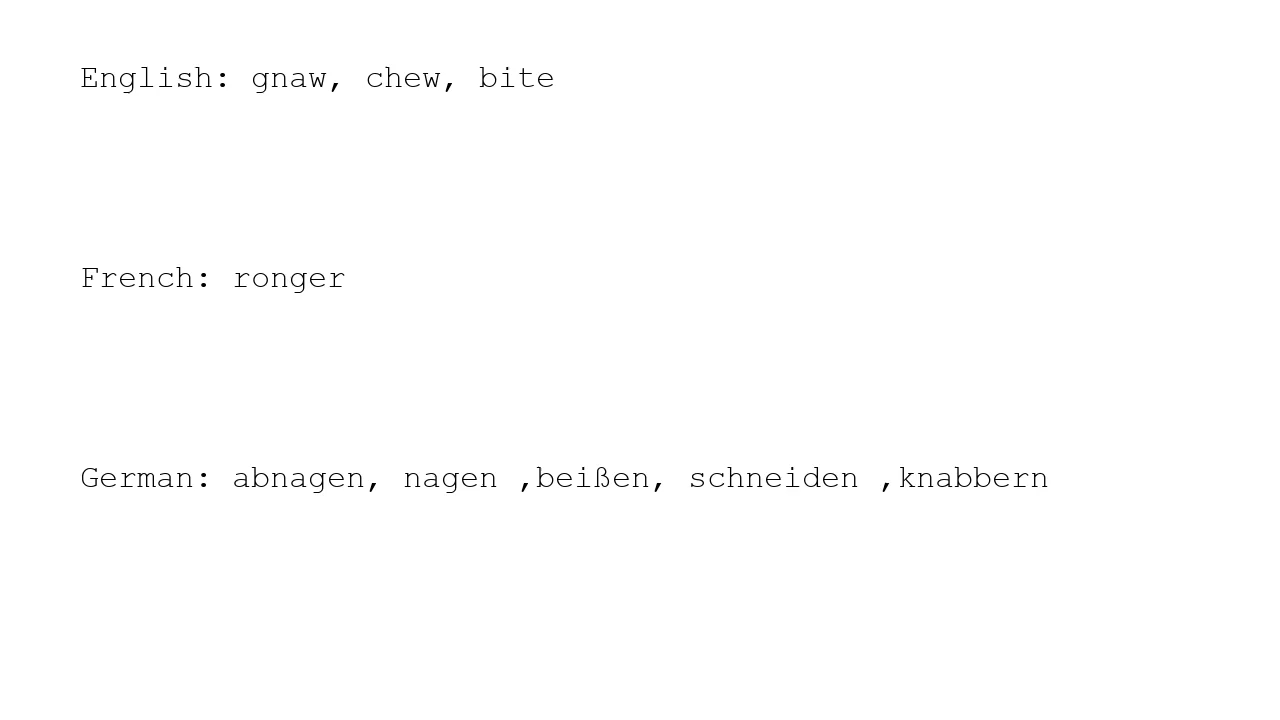 English: gnaw, chew, bite
French: ronger
German: abnagen, nagen ,beißen, schneiden ,knabbern